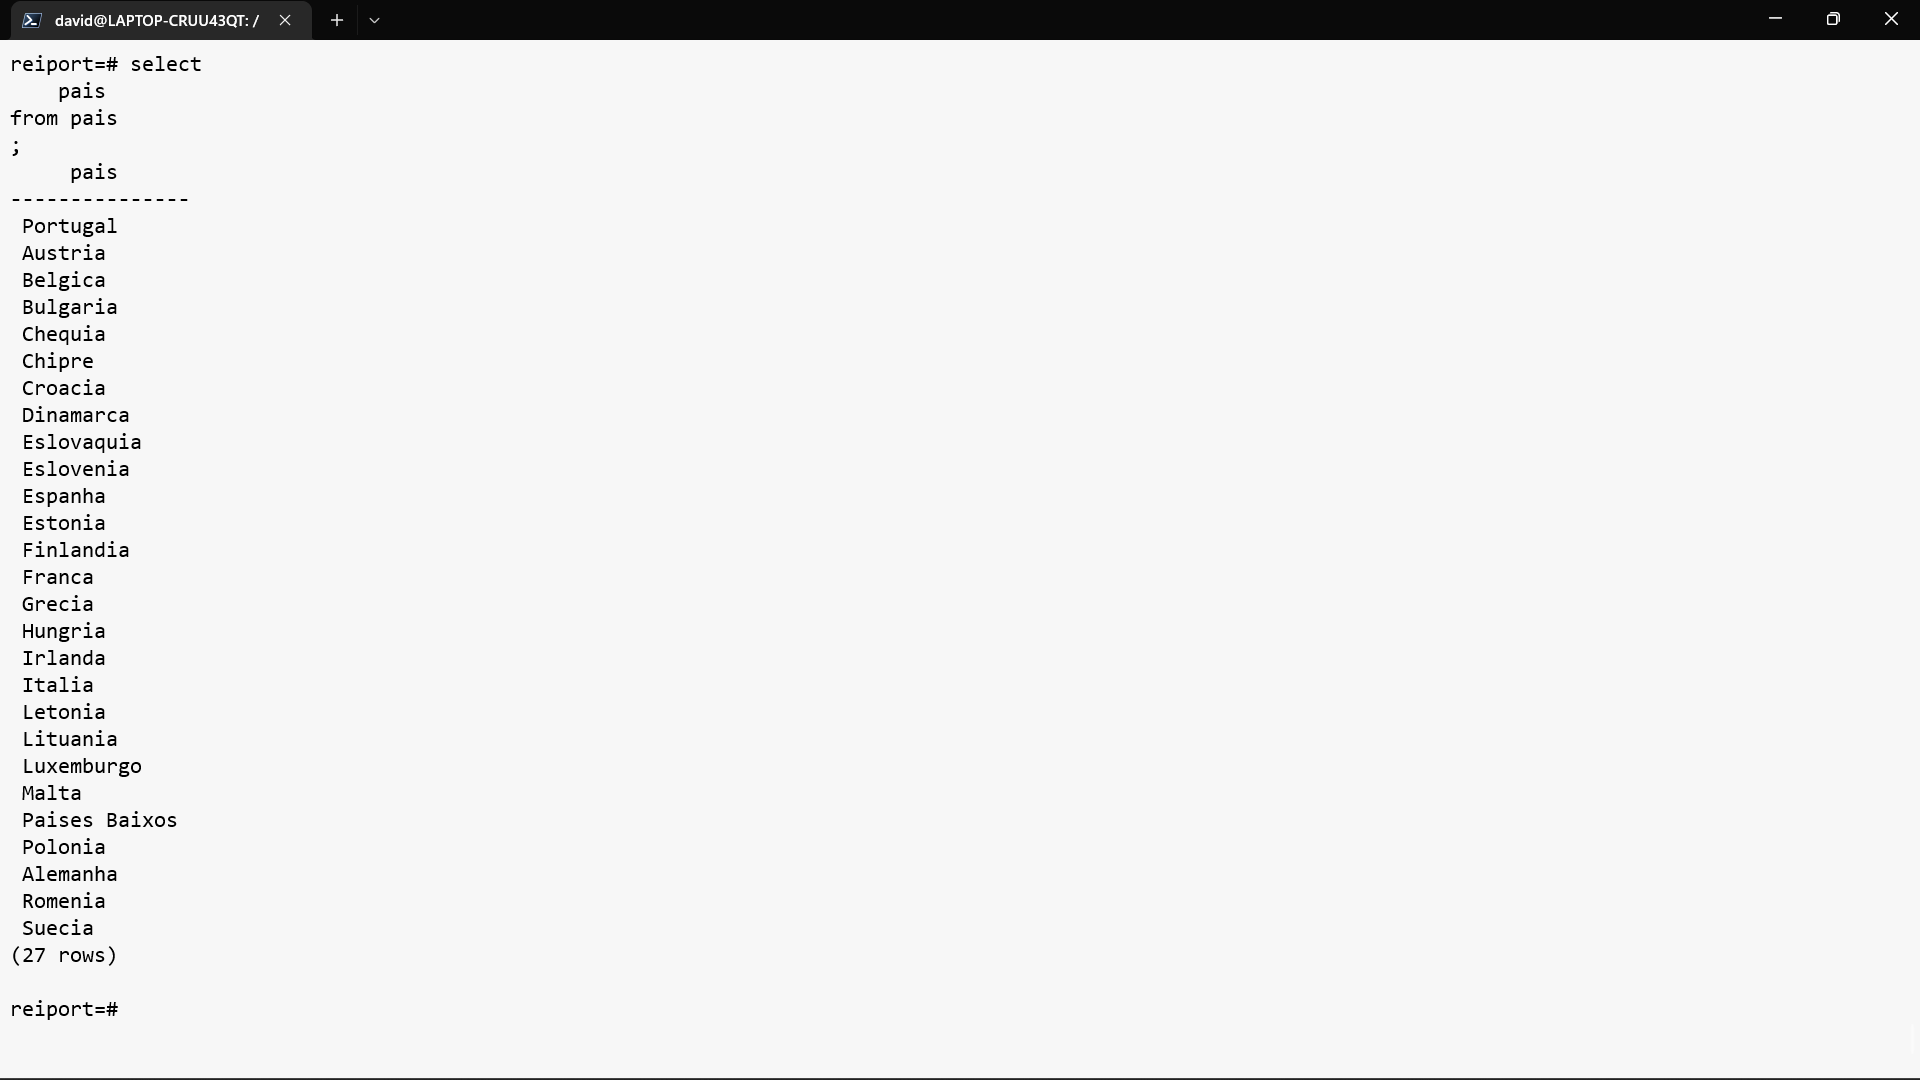 david@LAPTOP-CRUU43QT: /
reiport=# select
    pais
from pais
;
     pais
---------------
 Portugal
 Austria
 Belgica
 Bulgaria
 Chequia
 Chipre
 Croacia
 Dinamarca
 Eslovaquia
 Eslovenia
 Espanha
 Estonia
 Finlandia
 Franca
 Grecia
 Hungria
 Irlanda
 Italia
 Letonia
 Lituania
 Luxemburgo
 Malta
 Paises Baixos
 Polonia
 Alemanha
 Romenia
 Suecia
(27 rows)
reiport=#